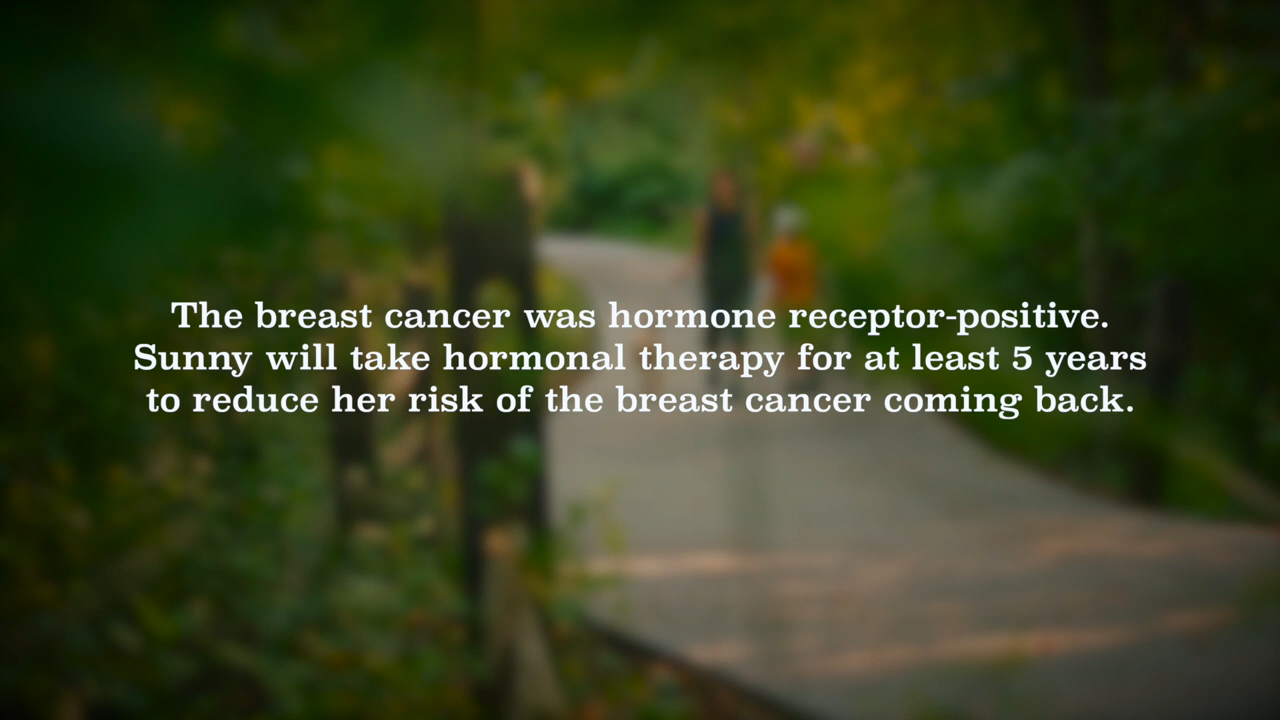 The breast cancer was hormone receptor-positive.
Sunny will take hormonal therapy for at least 5 years
to reduce her risk of the breast cancer coming back.